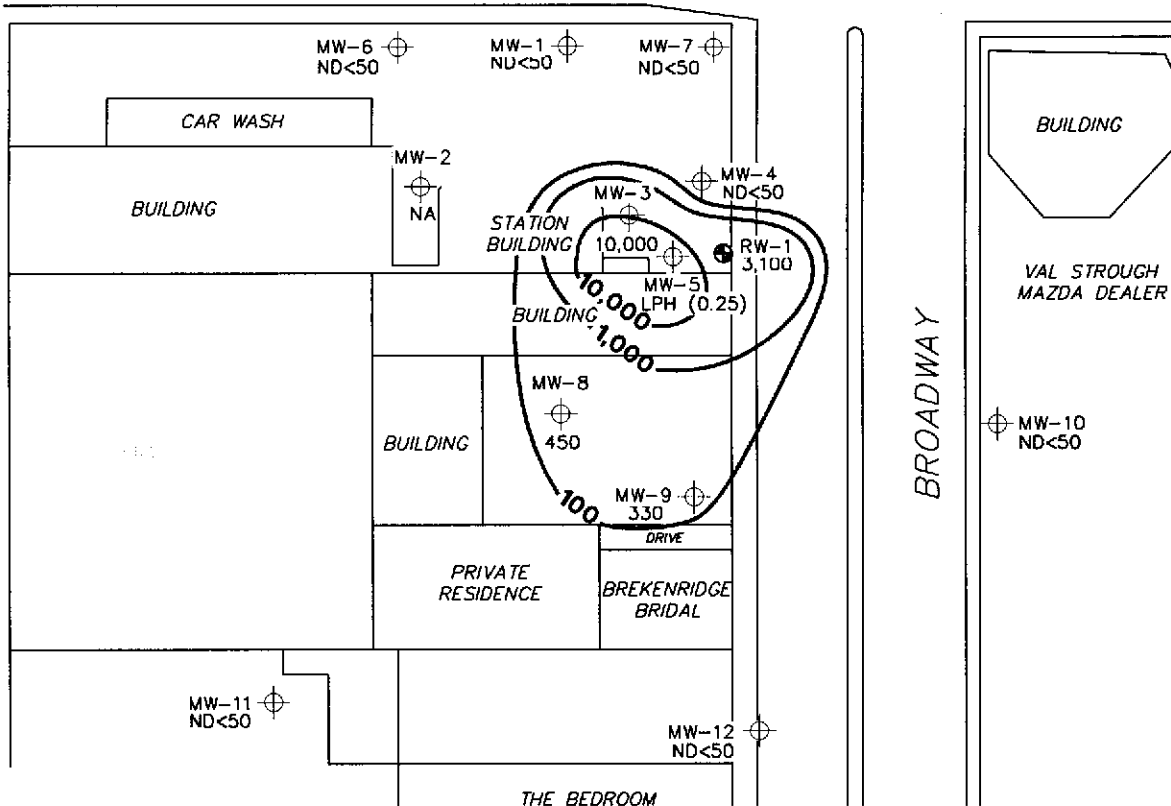 MW-6
ND<50
MW-1
ND<50
MW-7
ND<50
CAR WASH
BUILDING
MW-2
NA
BUILDING
MW-4
ND<50
MW-3
STATION
BUILDING
10,000
RW-1
3,100
MW-5
LPH (0.25)
10,000
BUILDING
1,000
VAL STROUGH
MAZDA DEALER
BROADWAY
MW-8
450
BUILDING
MW-10
ND<50
100
MW-9
330
DRIVE
PRIVATE
RESIDENCE
BREKENRIDGE
BRIDAL
MW-11
ND<50
MW-12
ND<50
THE BEDROOM